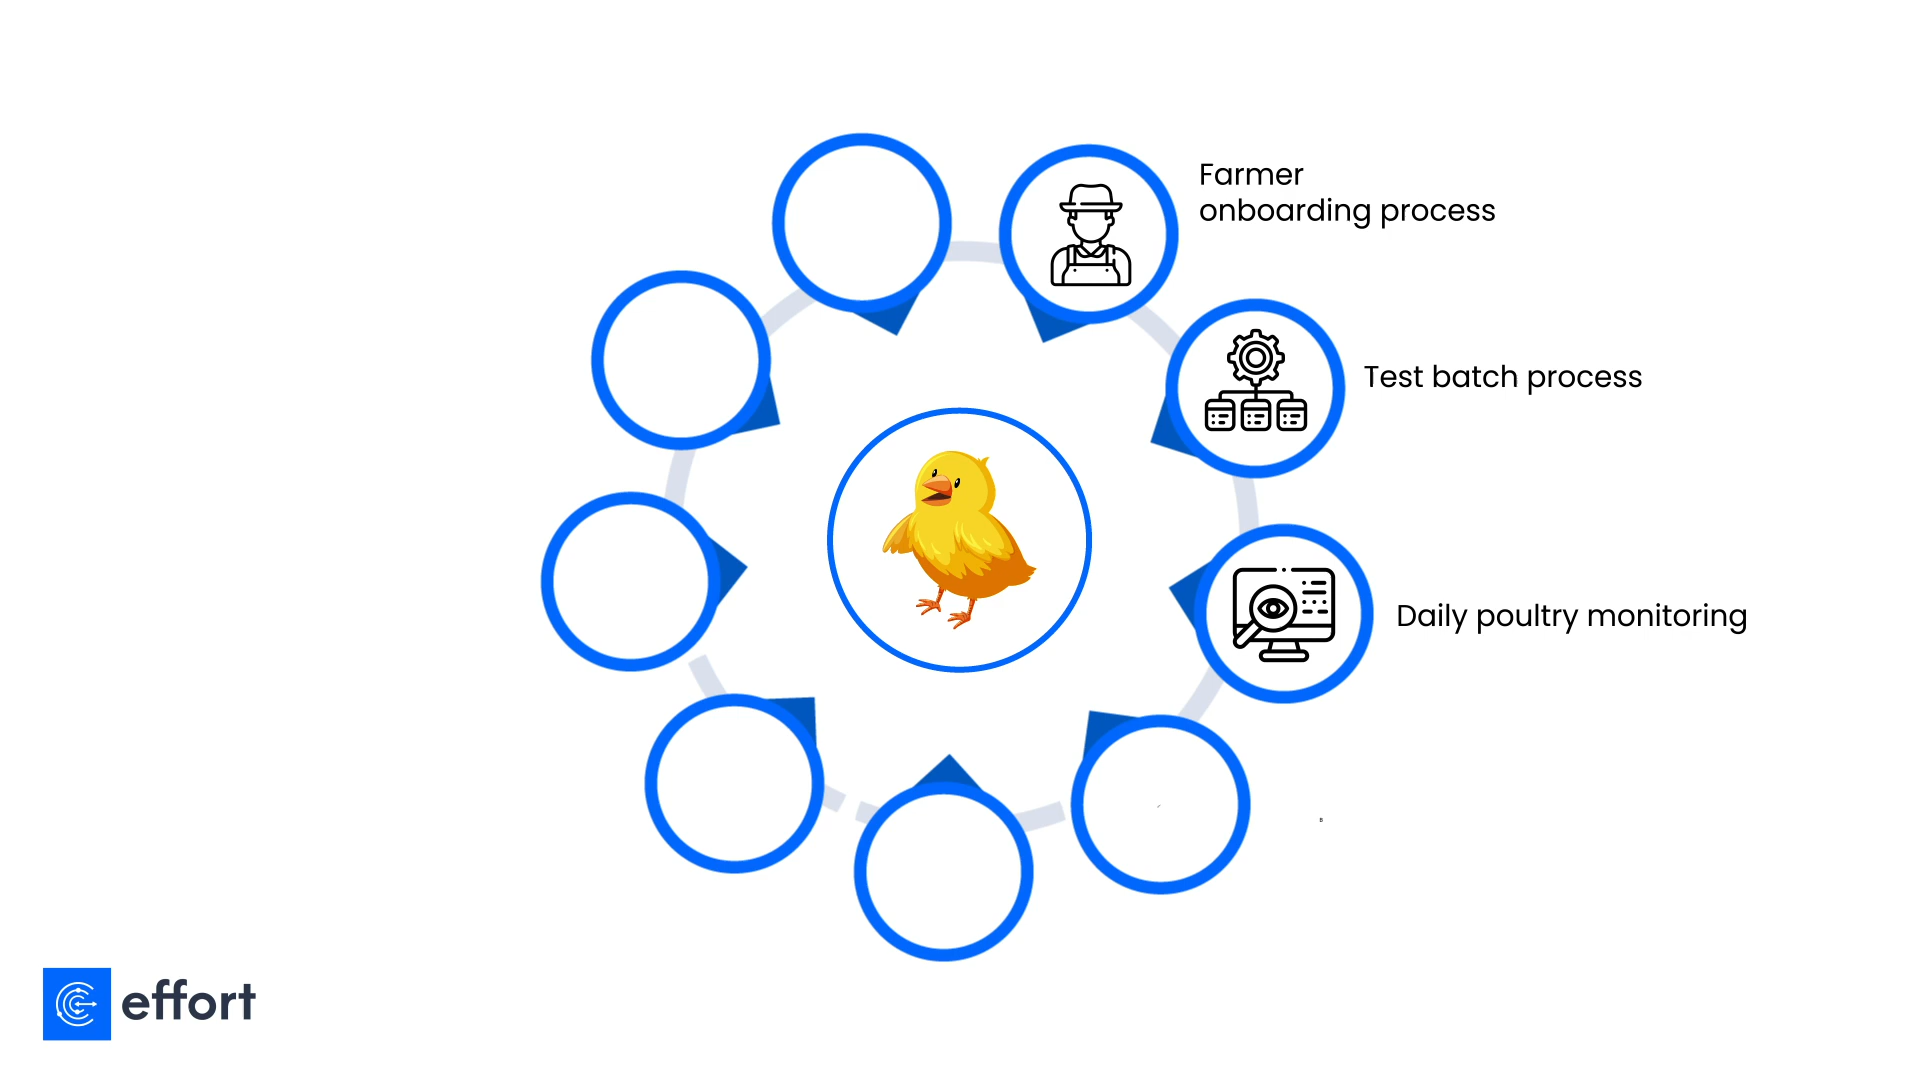 Farmer
onboarding process
Test batch process
Daily poultry monitoring
effort